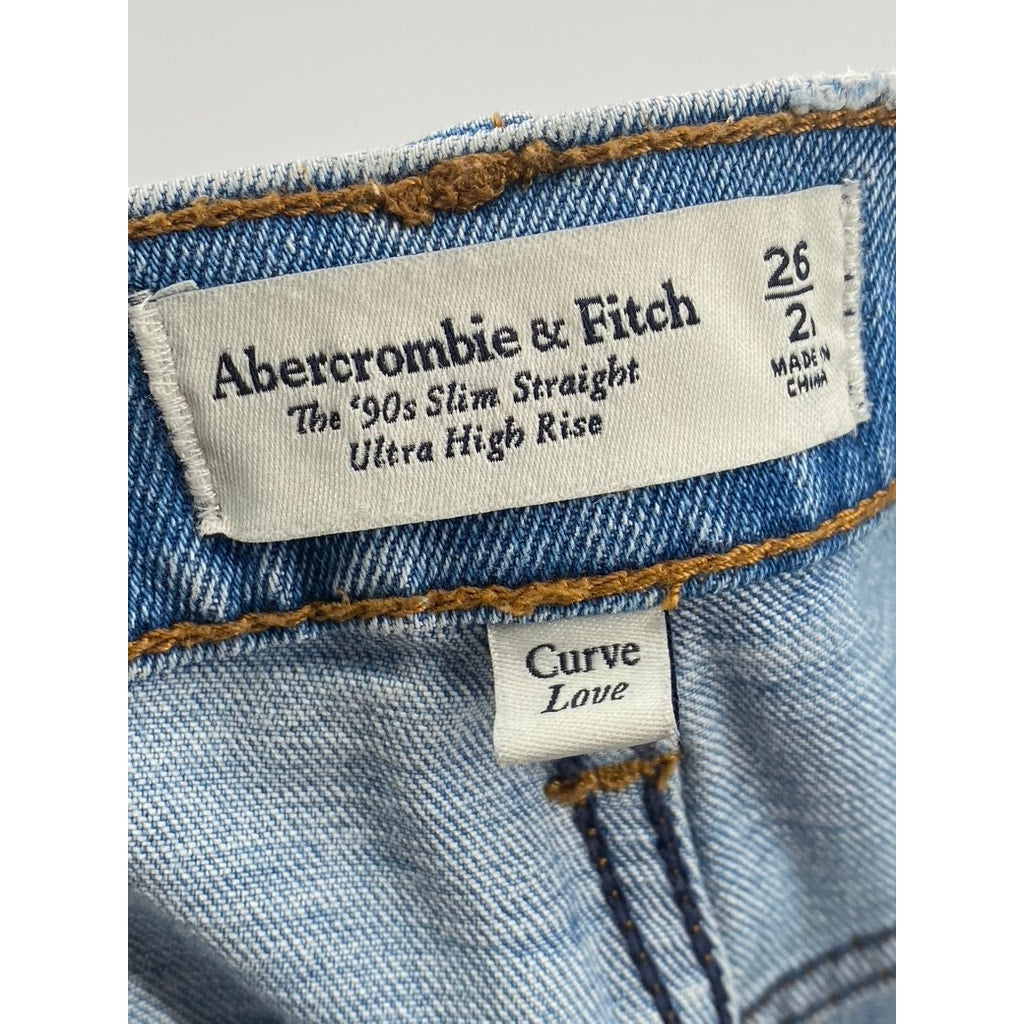 Abercrombie & Fitch
The ‘90s Slim Straight
Ultra High Rise
26
2
MADE IN
CHINA
Curve
Love